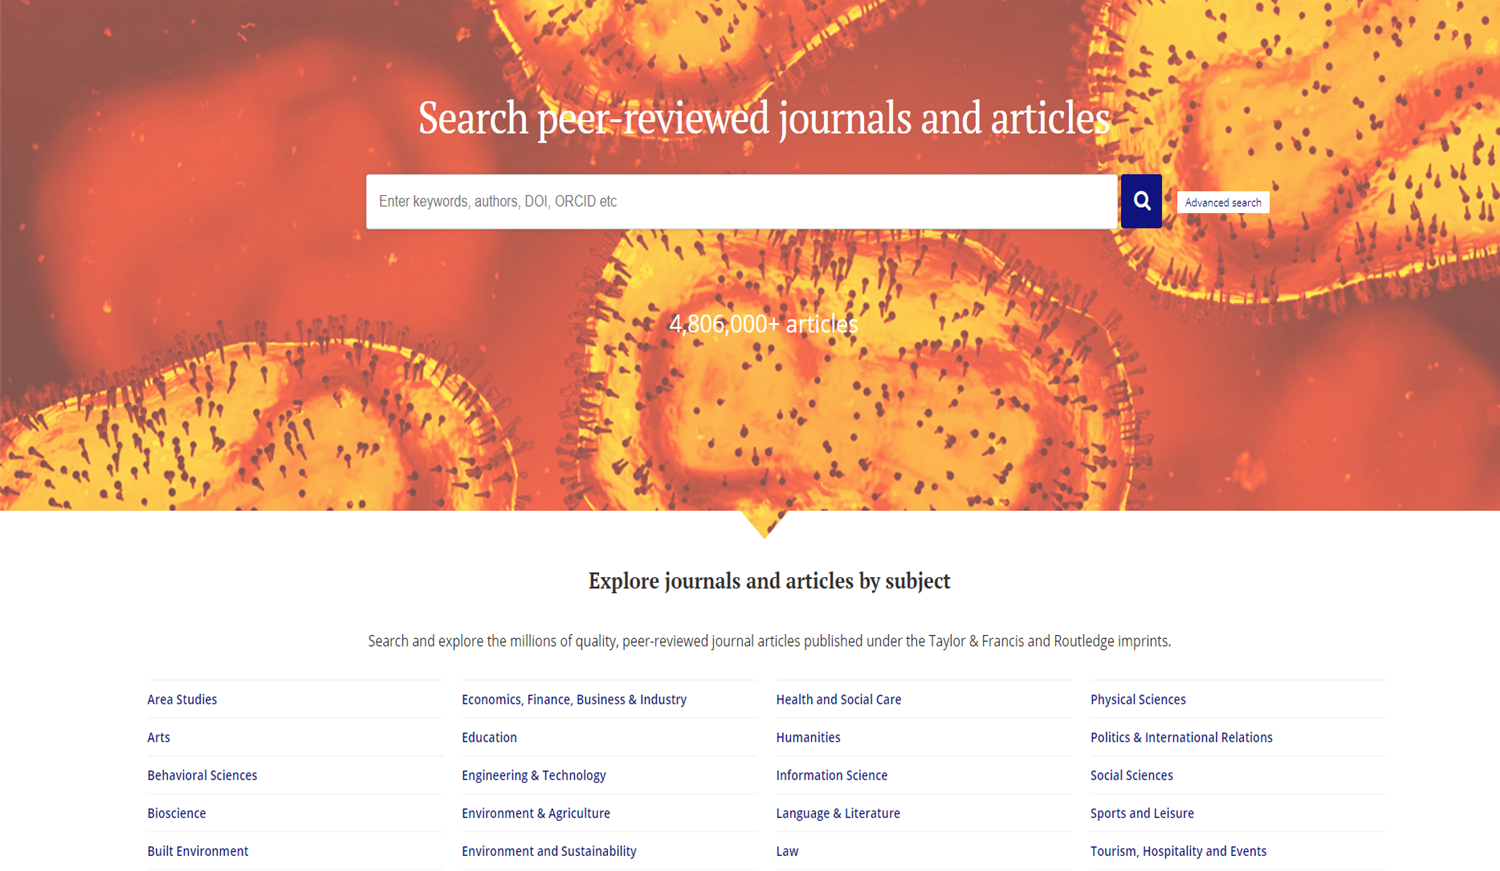 Search peer-reviewed journals and articles
Enter keywords, authors, DOI, ORCID etc
Advanced search
4,806,000+ articles
Explore journals and articles by subject
Search and explore the millions of quality, peer-reviewed journal articles published under the Taylor & Francis and Routledge imprints.
Area Studies
Arts
Behavioral Sciences
Bioscience
Built Environment
Economics, Finance, Business & Industry
Education
Engineering & Technology
Environment & Agriculture
Environment and Sustainability
Health and Social Care
Humanities
Information Science
Language & Literature
Law
Physical Sciences
Politics & International Relations
Social Sciences
Sports and Leisure
Tourism, Hospitality and Events